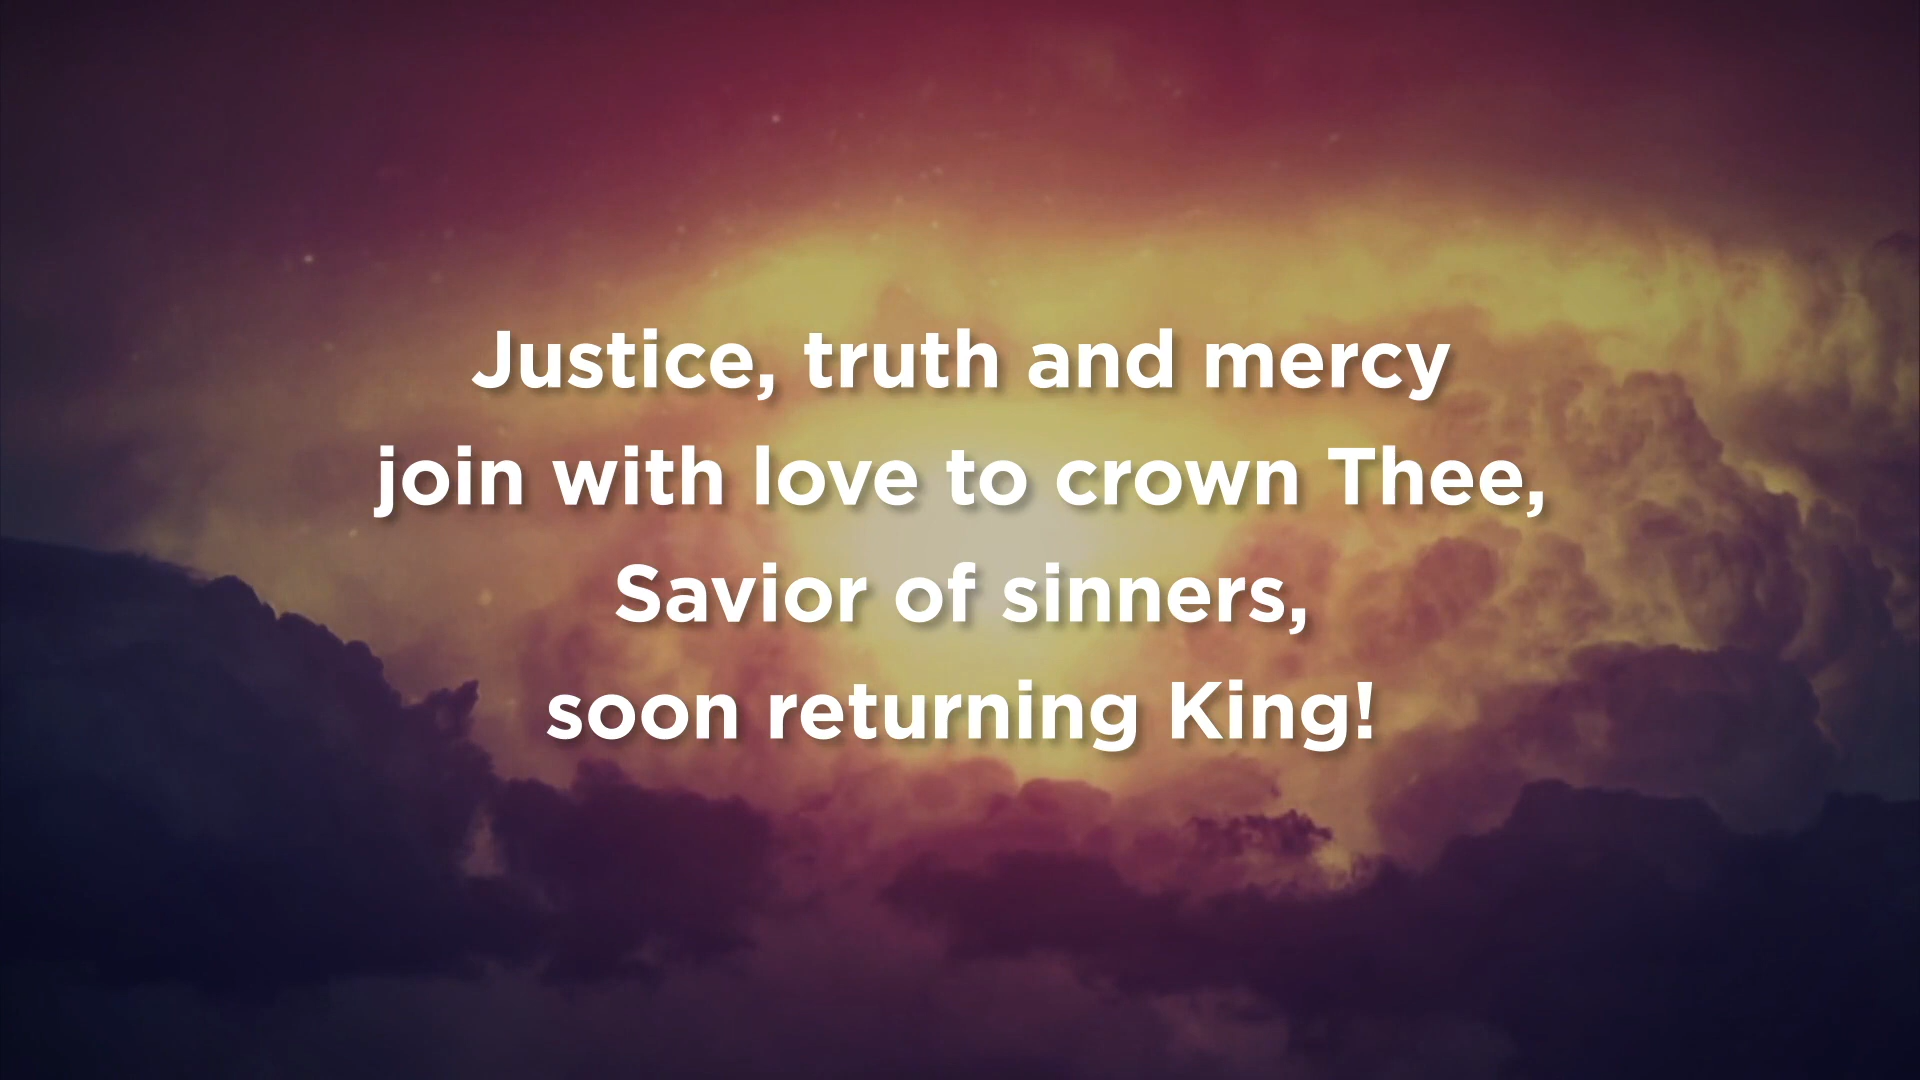 Justice, truth and mercy
join with love to crown Thee,
Savior of sinners,
soon returning King!